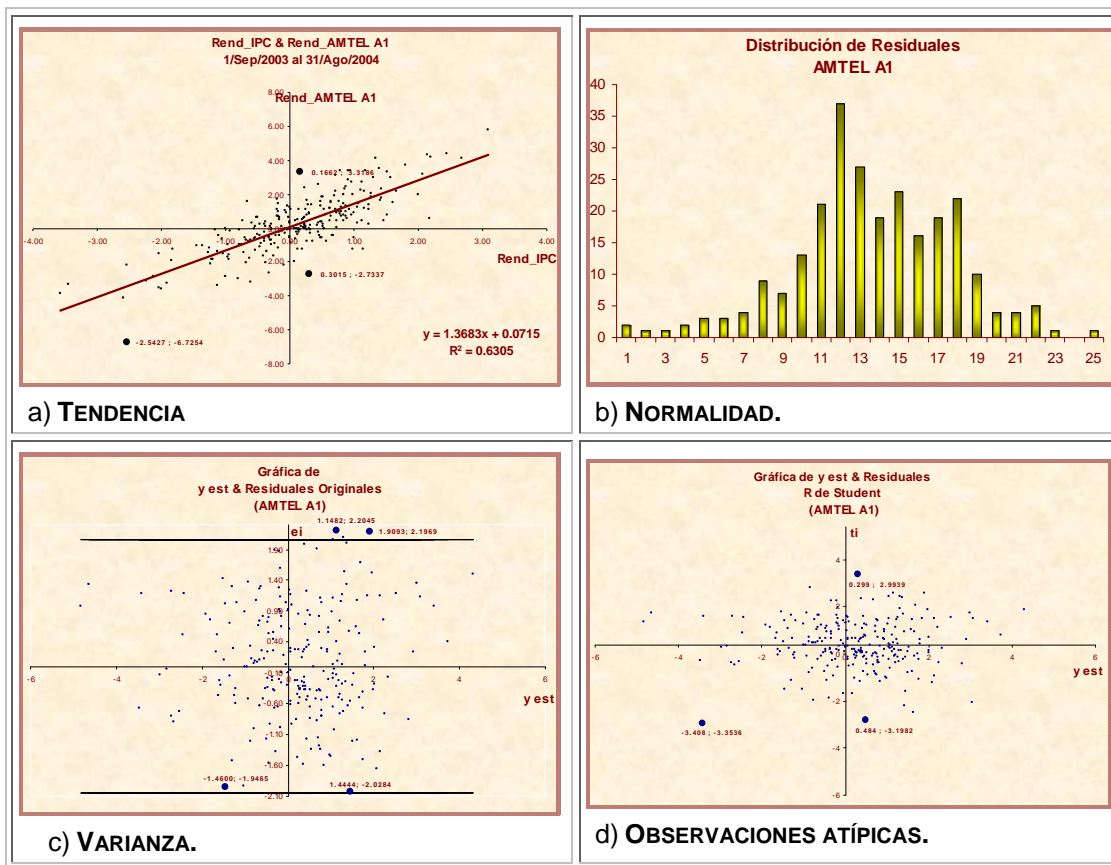 Rend_IPC & Rend_AMTEL A1
1/Sep/2003 al 31/Ago/2004
8.00
Rend_AMTEL A1
6.00
4.00
0.1662; 3.3186
2.00
0.00
-4.00 -3.00 -2.00 -1.00 0.00 1.00 2.00 3.00 4.00
Rend_IPC
-2.00
0.3015 ; -2.7337
-4.00
-6.00
-2.5427 ; -6.7254
y = 1.3683x + 0.0715
R² = 0.6305
-8.00
a) TENDENCIA
Distribución de Residuales
AMTEL A1
40
35
30
25
20
15
10
5
0
1 3 5 7 9 11 13 15 17 19 21 23 25
b) NORMALIDAD.
Gráfica de
y est & Residuales Originales
(AMTEL A1)
1.1482; 2.2045
ei
1.9093; 2.1969
1.90
1.40
0.90
0.40
-0.10
-6 -4 -2 0 2 4 6
y est
-0.60
-1.10
-1.60
-1.4600; -1.9465
1.4444; -2.0284
-2.10
c) VARIANZA.
Gráfica de y est & Residuales
R de Student
(AMTEL A1)
ti
4
0.299 ; 2.9939
2
0
-6 -4 -2 0 2 4 6
y est
-2
-3.408 ; -3.3536
0.484 ; -3.1982
-4
-6
d) OBSERVACIONES ATÍPICAS.